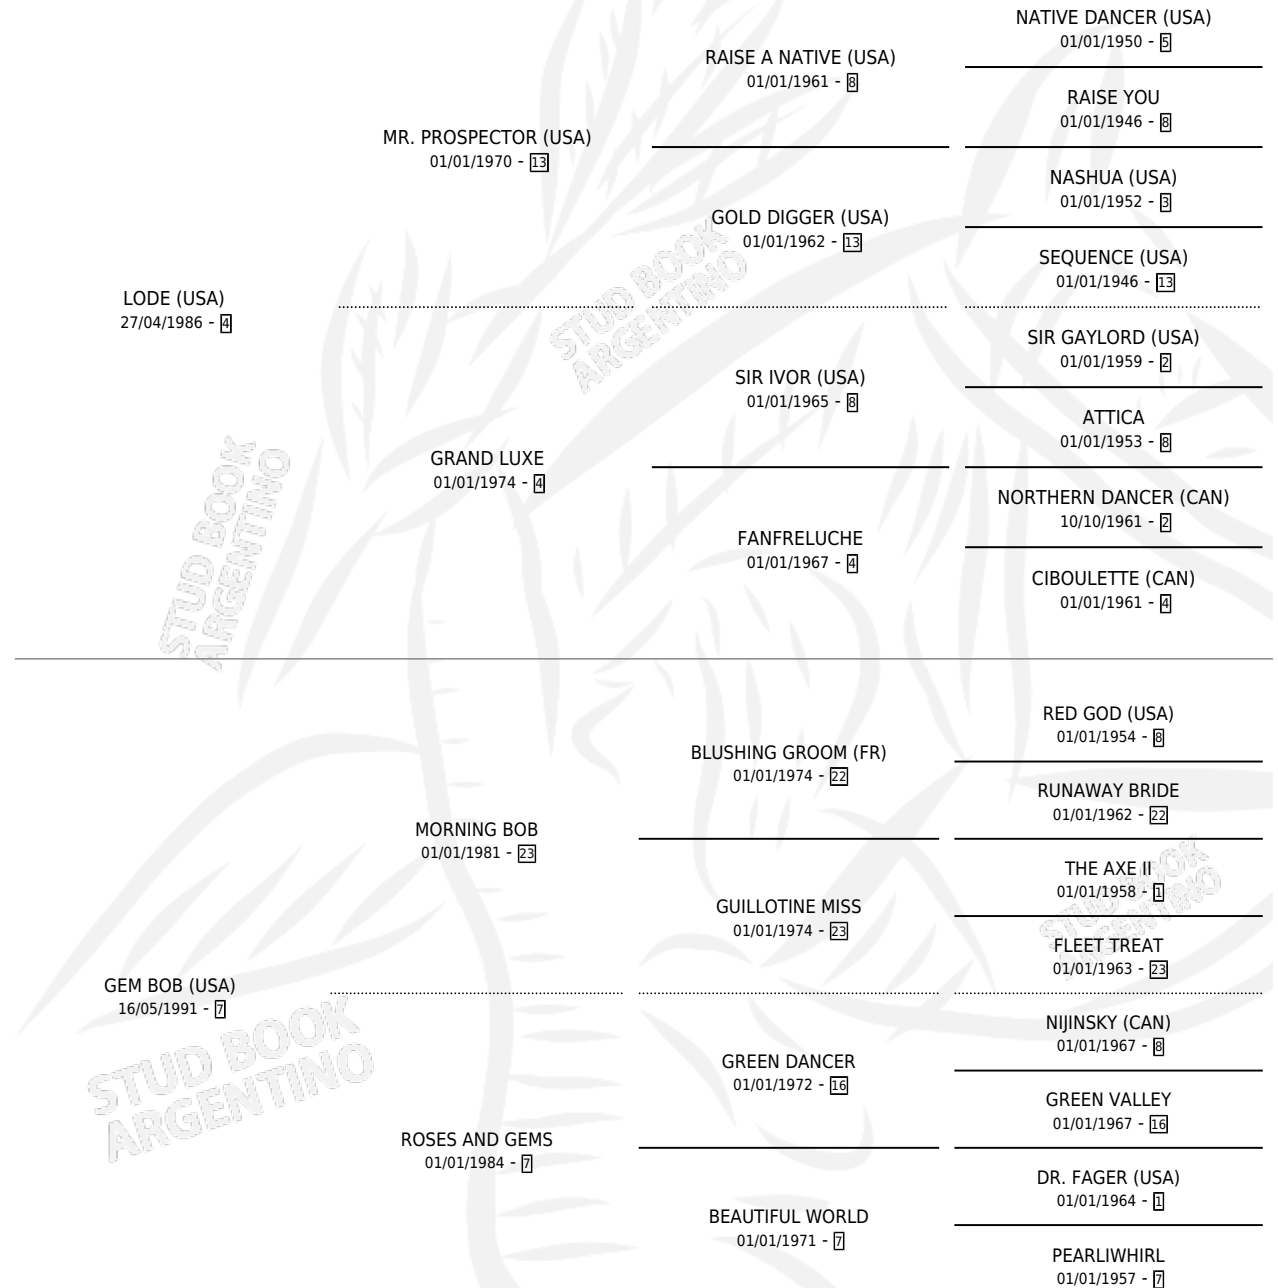 NATIVE DANCER (USA)
01/01/1950 - 5
RAISE A NATIVE (USA)
01/01/1961 - 8
RAISE YOU
01/01/1946 - 8
MR. PROSPECTOR (USA)
01/01/1970 - 13
NASHUA (USA)
01/01/1952 - 3
GOLD DIGGER (USA)
01/01/1962 - 13
SEQUENCE (USA)
01/01/1946 - 13
LODE (USA)
27/04/1986 - 4
SIR GAYLORD (USA)
01/01/1959 - 2
SIR IVOR (USA)
01/01/1965 - 8
ATTICA
01/01/1953 - 8
GRAND LUXE
01/01/1974 - 4
NORTHERN DANCER (CAN)
10/10/1961 - 2
FANFRELUCHE
01/01/1967 - 4
CIBOULETTE (CAN)
01/01/1961 - 4
RED GOD (USA)
01/01/1954 - 8
BLUSHING GROOM (FR)
01/01/1974 - 22
RUNAWAY BRIDE
01/01/1962 - 22
MORNING BOB
01/01/1981 - 23
THE AXE II
01/01/1958 - 1
GUILLOTINE MISS
01/01/1974 - 23
FLEET TREAT
01/01/1963 - 23
GEM BOB (USA)
16/05/1991 - 7
NIJINSKY (CAN)
01/01/1967 - 8
GREEN DANCER
01/01/1972 - 16
GREEN VALLEY
01/01/1967 - 16
ROSES AND GEMS
01/01/1984 - 7
DR. FAGER (USA)
01/01/1964 - 1
BEAUTIFUL WORLD
01/01/1971 - 7
PEARLIWHIRL
01/01/1957 - 7
STUD BOOK
ARGENTINO
STUD BOOK
ARGENTINO
STUD BOOK
ARGENTINO
STUD BOOK
ARGENTINO